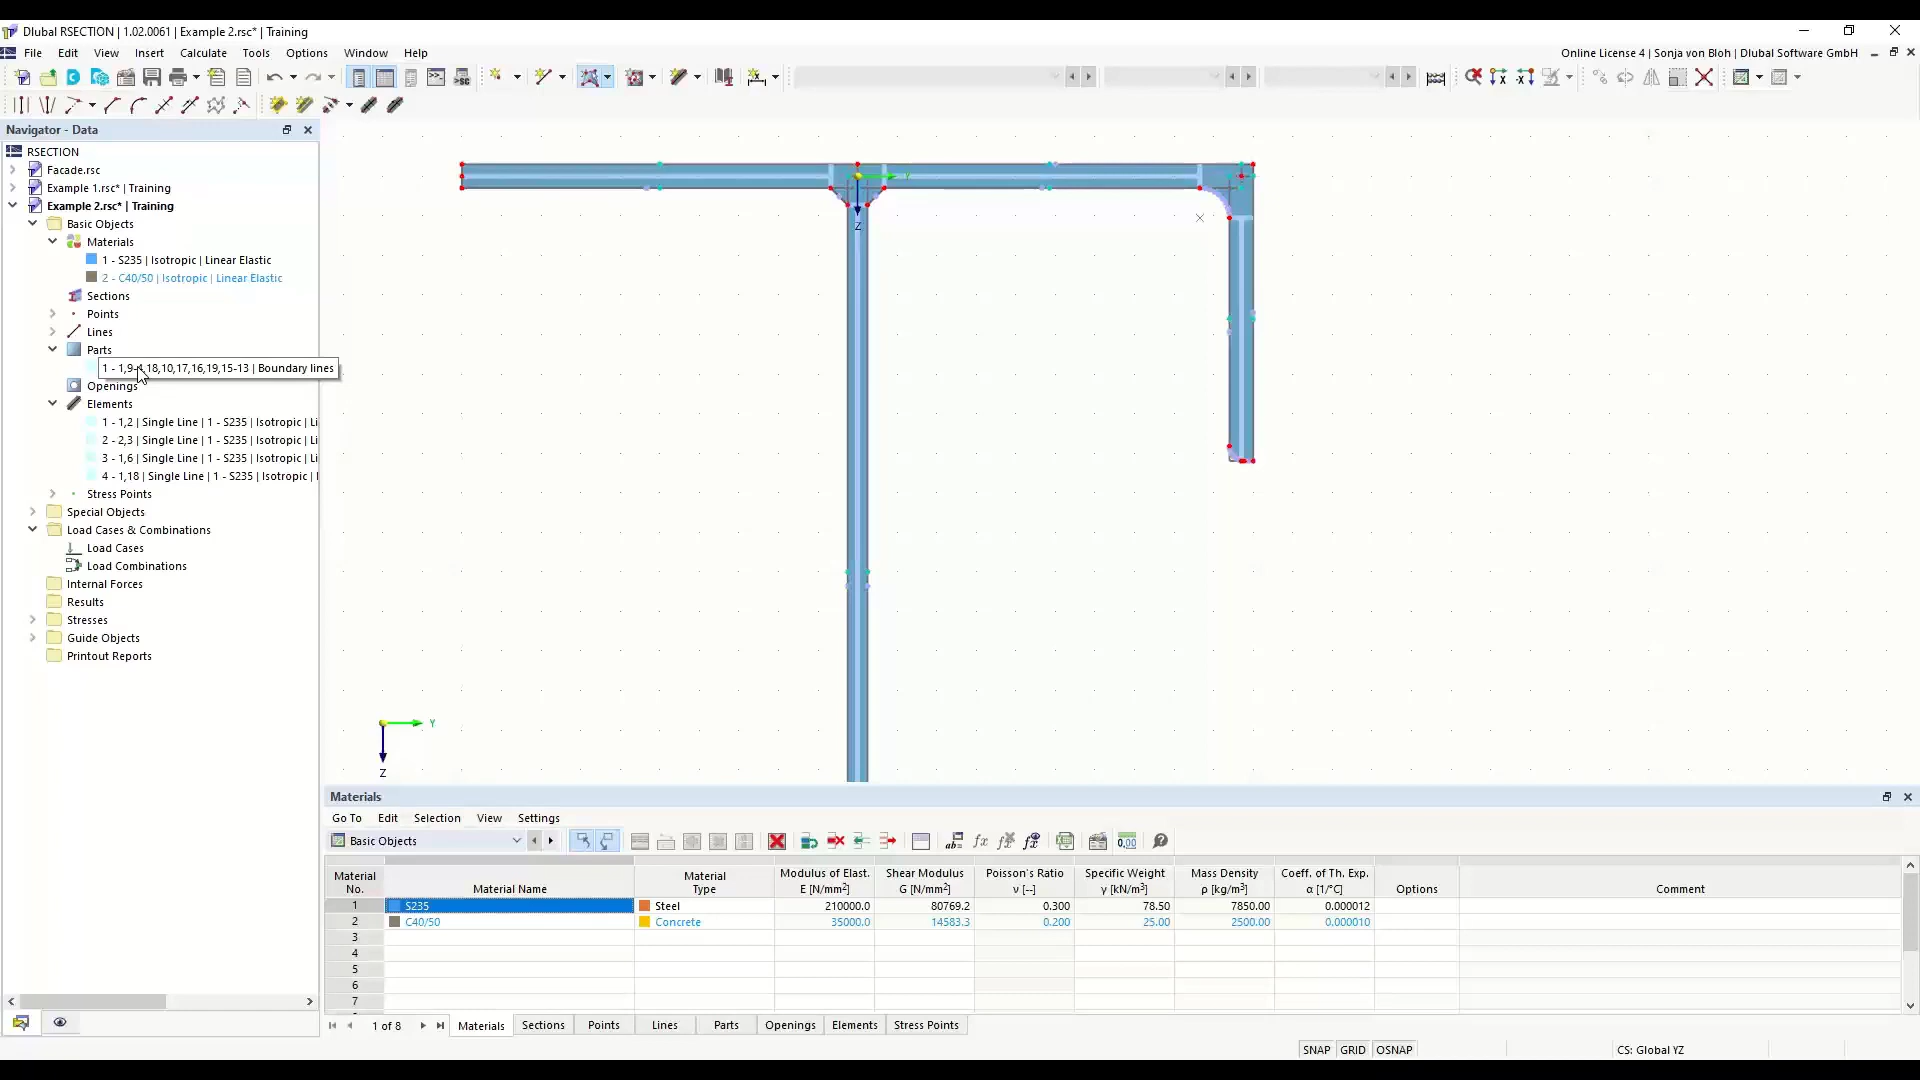 Dlubal RSECTION | 1.02.0061 | Example 2.rsc* | Training
File Edit View Insert Calculate Tools Options Window Help
Online License 4 | Sonja von Bloh | Dlubal Software GmbH
Navigator - Data
RSECTION
Facade.rsc
Example 1.rsc* | Training
Example 2.rsc* | Training
Basic Objects
Materials
1 - S235 | Isotropic | Linear Elastic
2 - C40/50 | Isotropic | Linear Elastic
Sections
Points
Lines
Parts
1 - 1,9-4,18,10,17,16,19,15-13 | Boundary lines
Openings
Elements
1 - 1,2 | Single Line | 1 - S235 | Isotropic | Li
2 - 2,3 | Single Line | 1 - S235 | Isotropic | Li
3 - 1,6 | Single Line | 1 - S235 | Isotropic | Li
4 - 1,18 | Single Line | 1 - S235 | Isotropic |
Stress Points
Special Objects
Load Cases & Combinations
Load Cases
Load Combinations
Internal Forces
Results
Stresses
Guide Objects
Printout Reports
Y
Z
Y
Z
Materials
Go To Edit Selection View Settings
Basic Objects
Material No. Material Name Material Type Modulus of Elast. E [N/mm²] Shear Modulus G [N/mm²] Poisson's Ratio ν [--] Specific Weight γ [kN/m³] Mass Density ρ [kg/m³] Coeff. of Th. Exp. α [1/°C] Options Comment
1 S235 Steel 210000.0 80769.2 0.300 78.50 7850.00 0.000012
2 C40/50 Concrete 35000.0 14583.3 0.200 25.00 2500.00 0.000010
3
4
5
6
7
1 of 8 Materials Sections Points Lines Parts Openings Elements Stress Points
SNAP GRID OSNAP CS: Global YZ